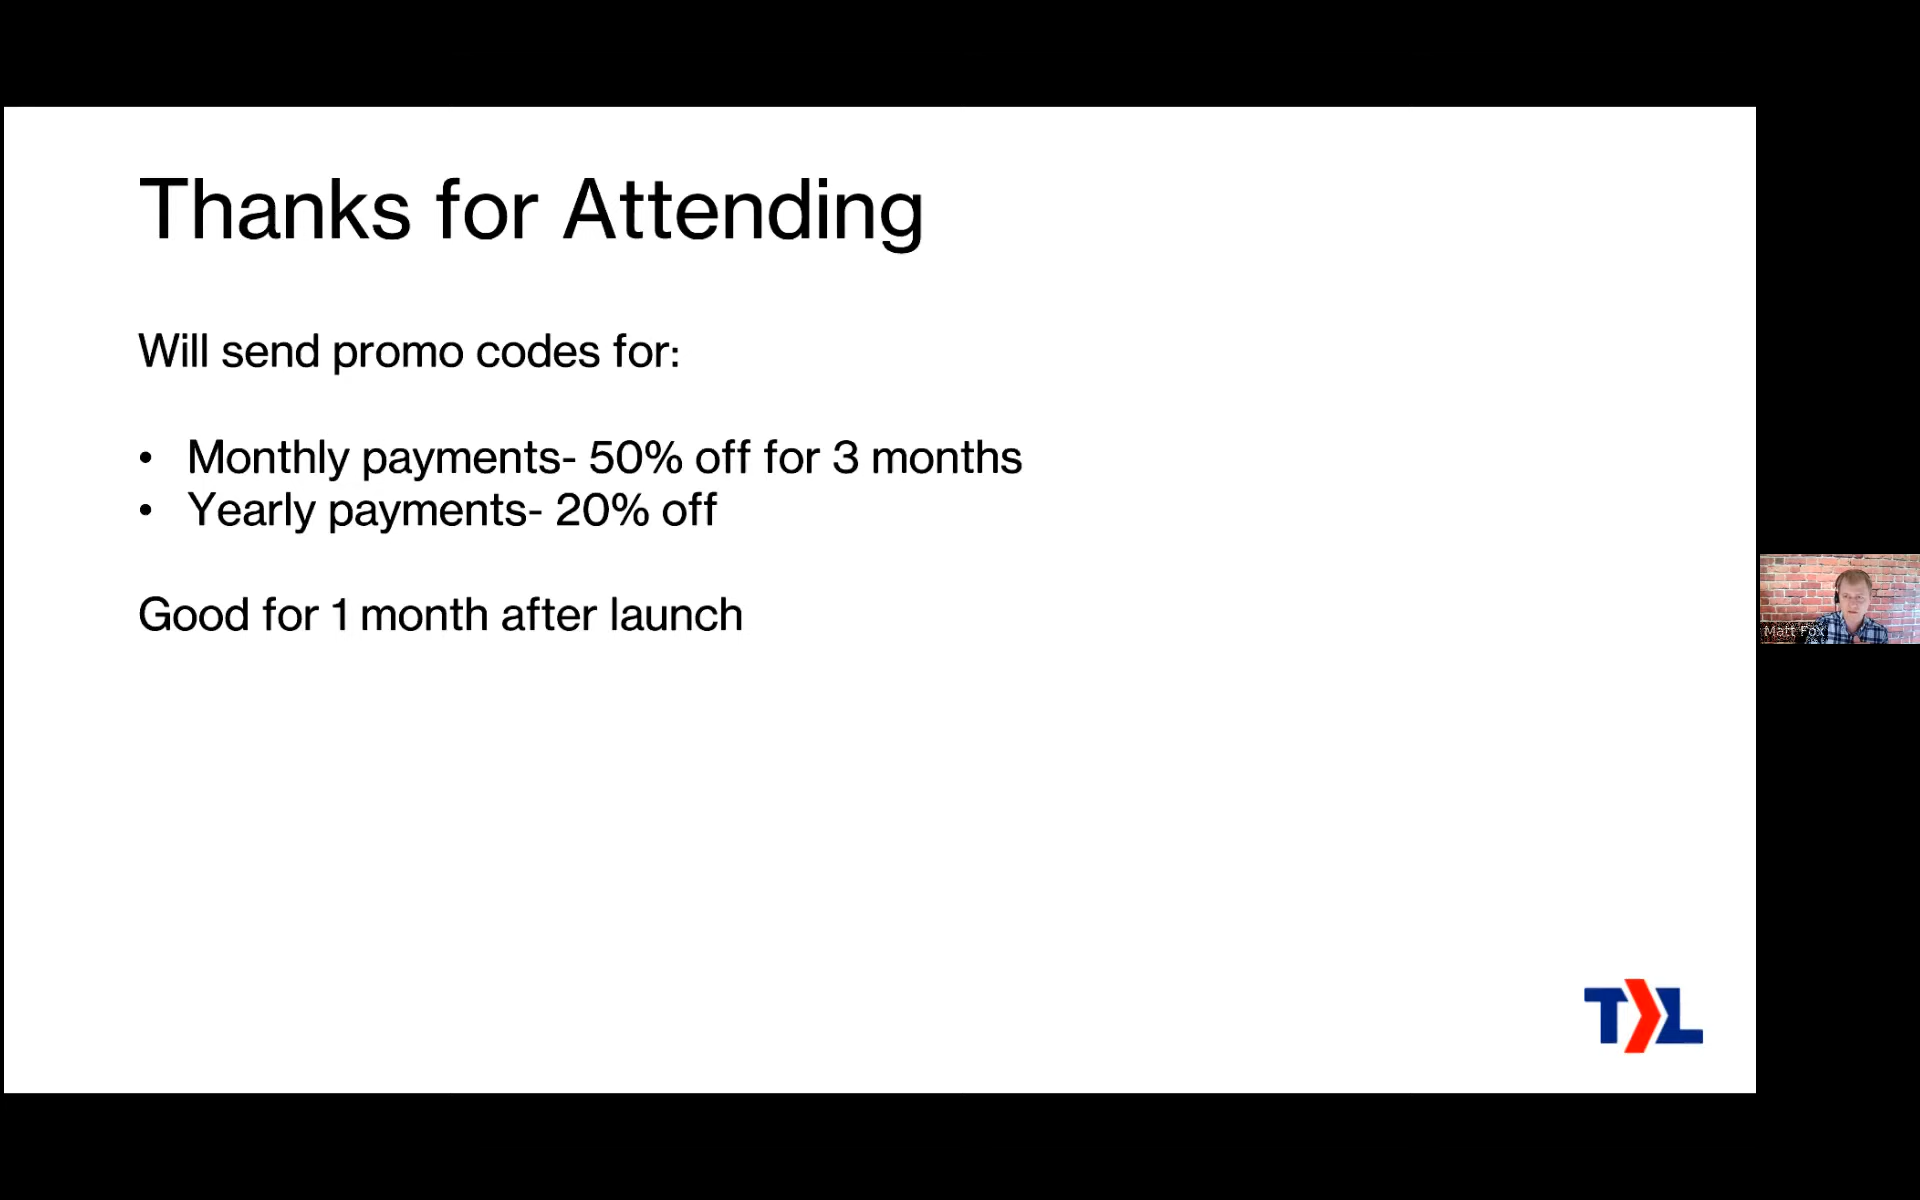 Thanks for Attending
Will send promo codes for:
• Monthly payments- 50% off for 3 months
• Yearly payments- 20% off
Good for 1 month after launch
Matt Fox
TL